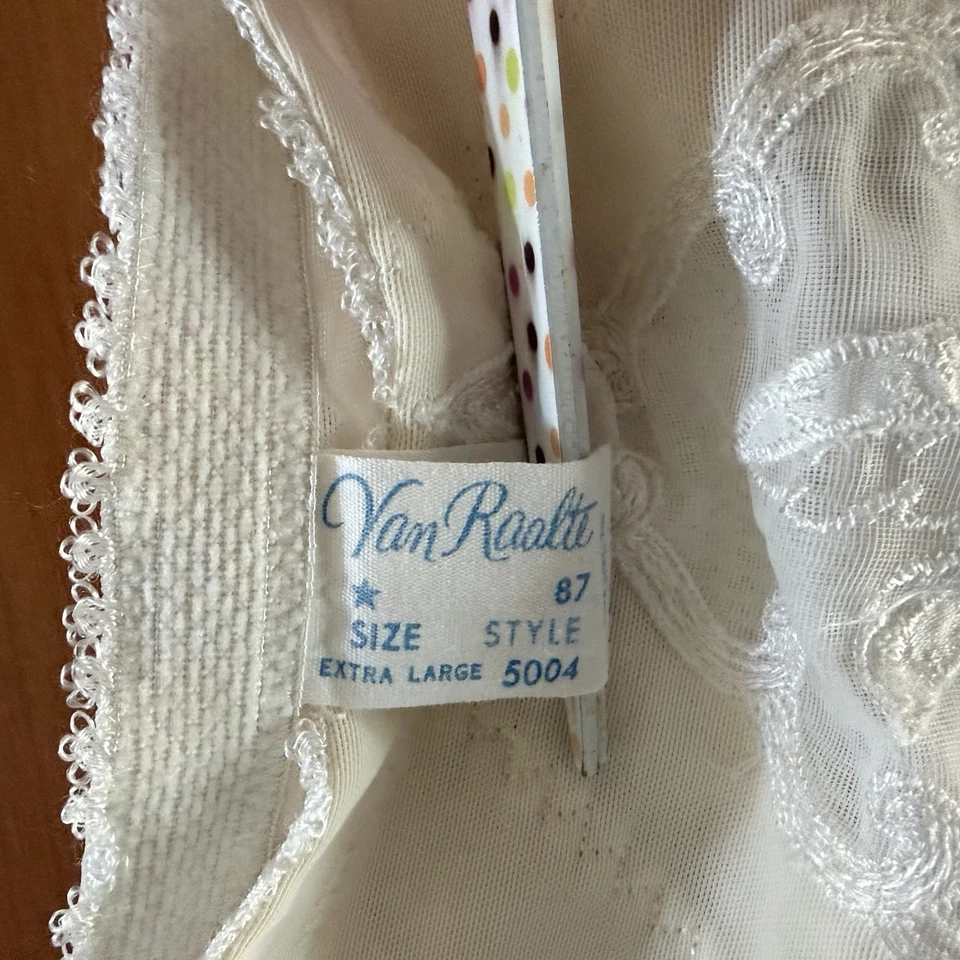 Van Raalte
★ 87
SIZE STYLE
EXTRA LARGE 5004